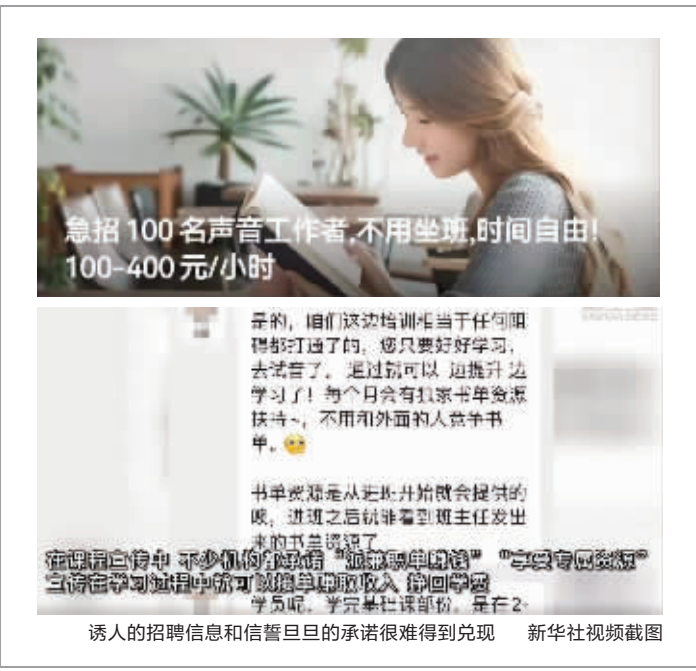 急招100名声音工作者,不用坐班,时间自由!
100-400元/小时
是的，咱们这边培训相当于任何阻
碍都打通了的，您只要好好学习，
去试音了，通过就可以 边提升 边
学习了！每个月会有独家书单资源
扶持~，不用和外面的人竞争书
单。
书单资源是从进班开始就会提供的
哦，进班之后就能看到班主任发出
来的书单资源了
在课程宣传中 不少机构都承诺 “派兼职单赚钱” “享受专属资源”
宣传在学习过程中就可以接单赚取收入 挣回学费
学员呢，学完基础课部份，是在2-
诱人的招聘信息和信誓旦旦的承诺很难得到兑现 新华社视频截图